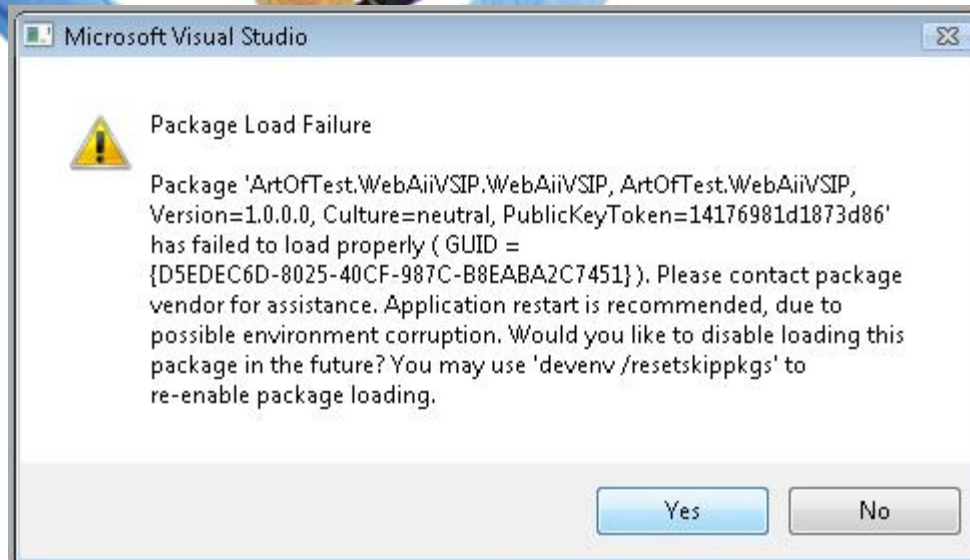 Microsoft Visual Studio
Package Load Failure
Package 'ArtOfTest.WebAiiVSIP.WebAiiVSIP, ArtOfTest.WebAiiVSIP,
Version=1.0.0.0, Culture=neutral, PublicKeyToken=14176981d1873d86'
has failed to load properly ( GUID =
{D5EDEC6D-8025-40CF-987C-B8EABA2C7451} ). Please contact package
vendor for assistance. Application restart is recommended, due to
possible environment corruption. Would you like to disable loading this
package in the future? You may use 'devenv /resetskippkgs' to
re-enable package loading.
Yes No